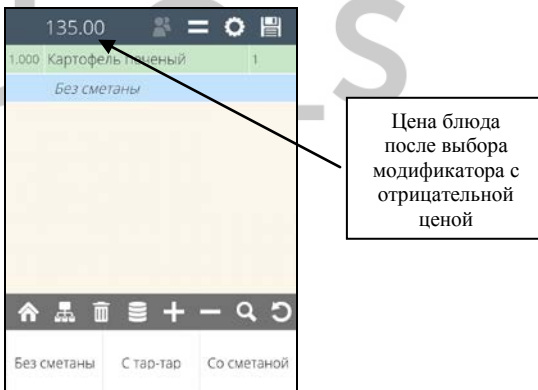 135.00
1.000 Картофель печеный 1
Без сметаны
Цена блюда
после выбора
модификатора с
отрицательной
ценой
Без сметаны С тар-тар Со сметаной